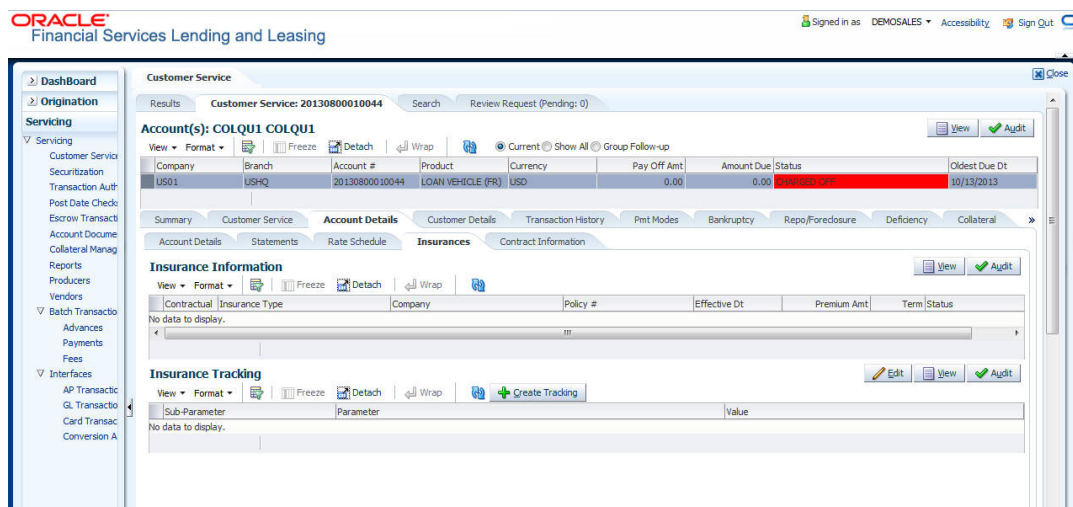 ORACLE'
Financial Services Lending and Leasing
Signed in as DEMOSALES Accessibility Sign Out
Close
DashBoard
Origination
Servicing
Servicing
Customer Service
Securitization
Transaction Auth
Post Date Checks
Escrow Transacti
Account Docume
Collateral Manag
Reports
Producers
Vendors
Batch Transactio
Advances
Payments
Fees
Interfaces
AP Transactic
GL Transactio
Card Transac
Conversion A
Customer Service
Results Customer Service: 20130800010044 Search Review Request (Pending: 0)
Account(s): COLQU1 COLQU1
View Audit
View Format Freeze Detach Wrap Current Show All Group Follow-up
Company Branch Account # Product Currency Pay Off Amt Amount Due Status Oldest Due Dt
US01 USHQ 20130800010044 LOAN VEHICLE (FR) USD 0.00 0.00 CHARGED OFF 10/13/2013
Summary Customer Service Account Details Customer Details Transaction History Pmt Modes Bankruptcy Repo/Foreclosure Deficiency Collateral »
Account Details Statements Rate Schedule Insurances Contract Information
Insurance Information
View Audit
View Format Freeze Detach Wrap
Contractual Insurance Type Company Policy # Effective Dt Premium Amt Term Status
No data to display.
Insurance Tracking
Edit View Audit
View Format Freeze Detach Wrap Create Tracking
Sub-Parameter Parameter Value
No data to display.